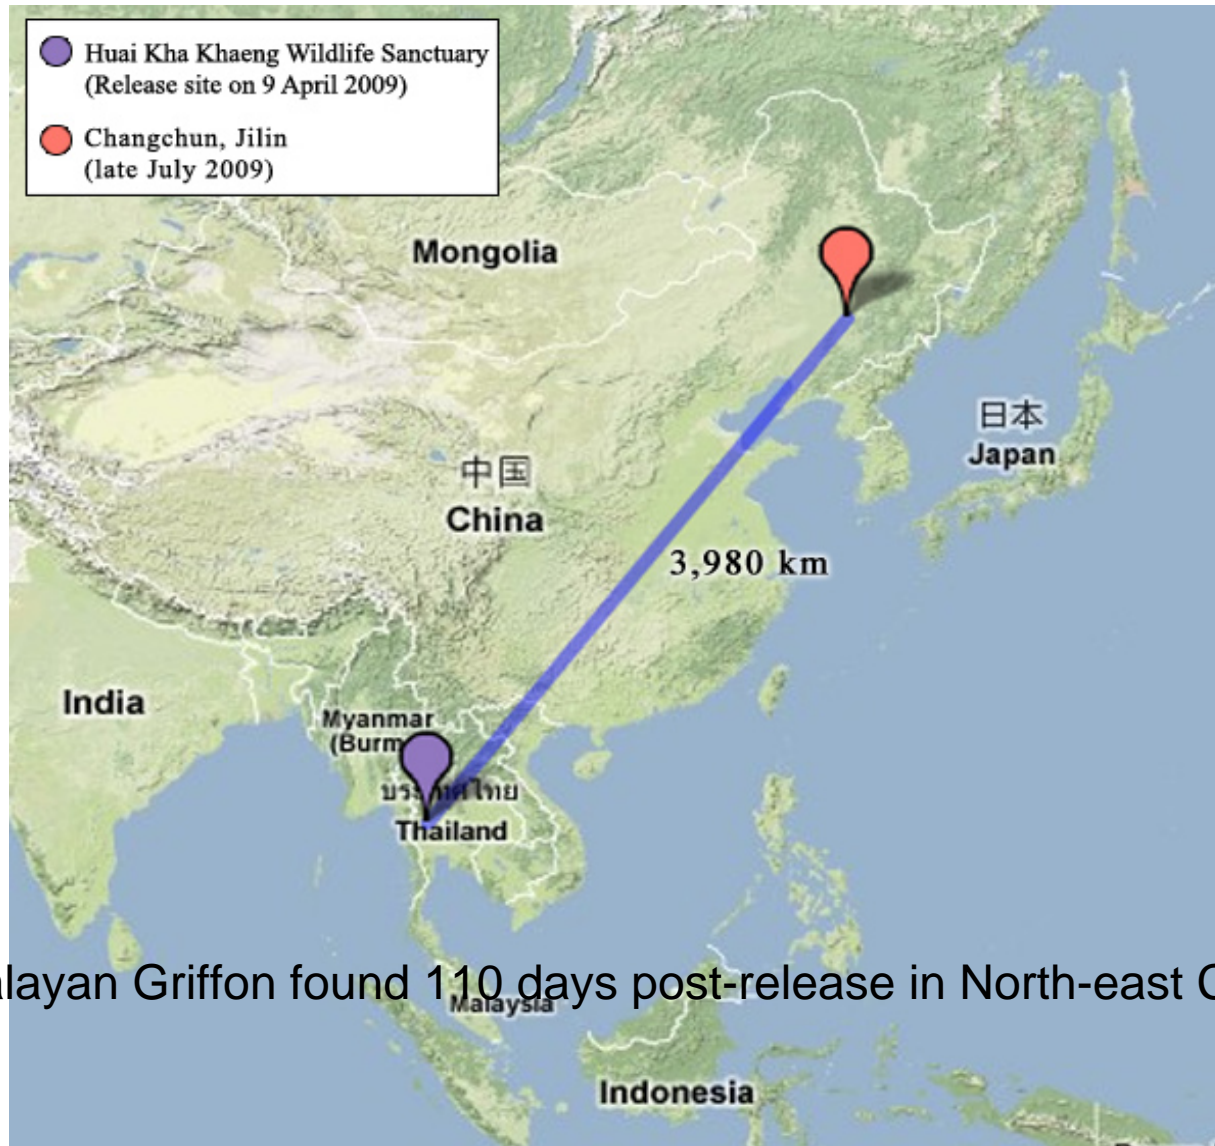 Huai Kha Khaeng Wildlife Sanctuary
(Release site on 9 April 2009)
Changchun, Jilin
(late July 2009)
Mongolia
日本
Japan
中国
China
3,980 km
India
Myanmar
(Burm
Thailand
alayan Griffon found 110 days post-release in North-east C
Malaysia
Indonesia